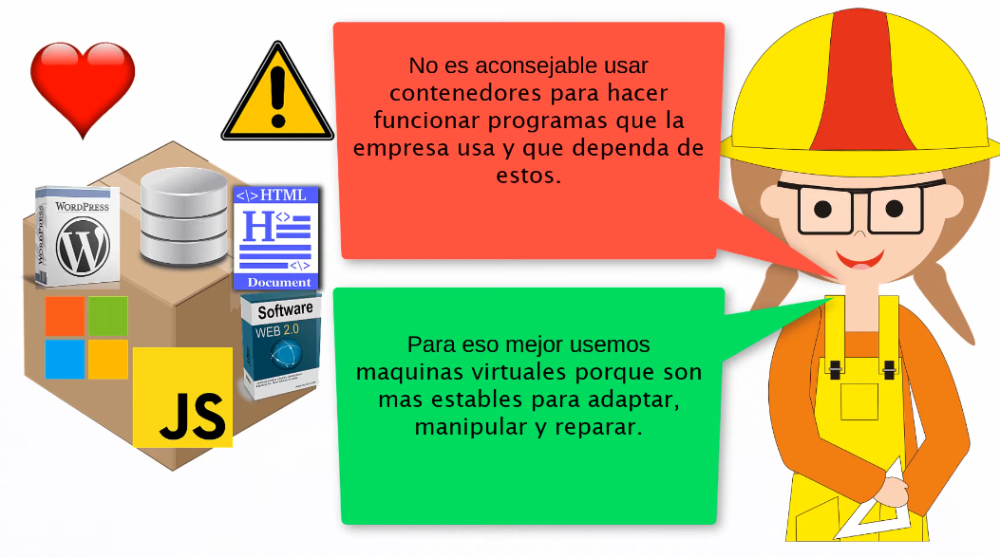 No es aconsejable usar
contenedores para hacer
funcionar programas que la
empresa usa y que dependa de
estos.
WORDPRESS
WORDPRESS
<\>HTML
H
<>
<\>
Document
Software
WEB 2.0
JS
Para eso mejor usemos
maquinas virtuales porque son
mas estables para adaptar,
manipular y reparar.